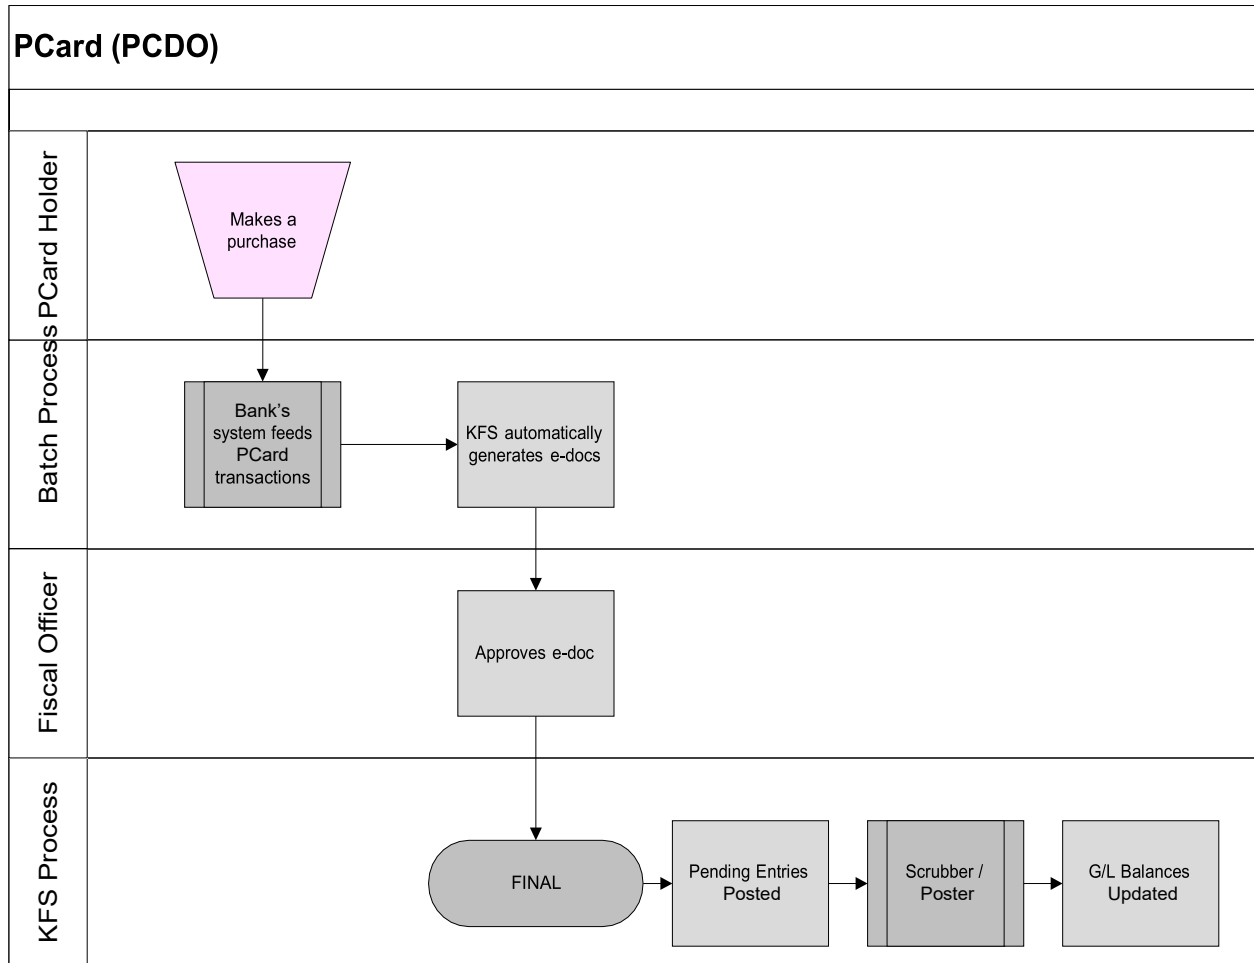 PCard (PCDO)
PCard Holder
Makes a
purchase
Batch Process
Bank's
system feeds
PCard
transactions
KFS automatically
generates e-docs
Fiscal Officer
Approves e-doc
KFS Process
FINAL
Pending Entries
Posted
Scrubber /
Poster
G/L Balances
Updated